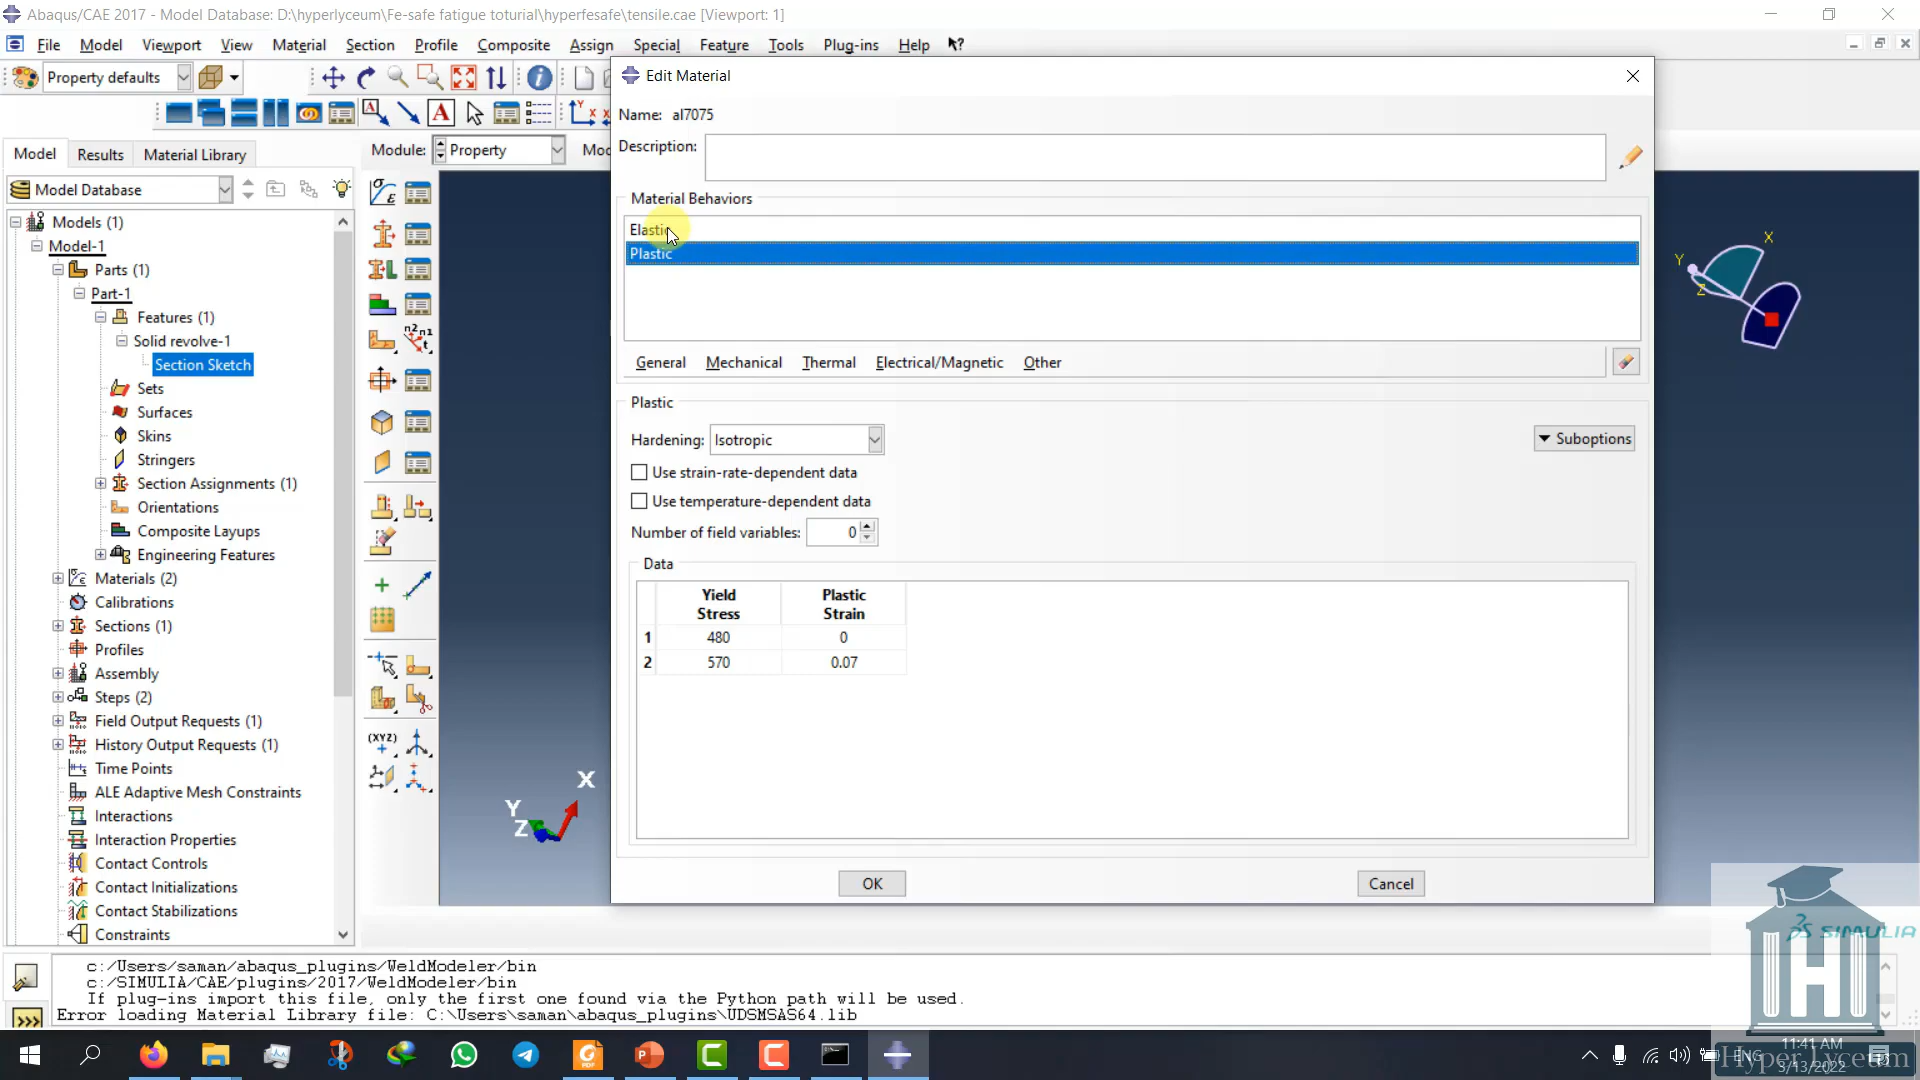 Abaqus/CAE 2017 - Model Database: D:\hyperlyceum\Fe-safe fatigue toturial\hyperfesafe\tensile.cae [Viewport: 1]
File Model Viewport View Material Section Profile Composite Assign Special Feature Tools Plug-ins Help
Property defaults
Edit Material
Name: al7075
Description:
Model Results Material Library
Module: Property
Model Database
Material Behaviors
Elastic
Plastic
General Mechanical Thermal Electrical/Magnetic Other
Plastic
Hardening: Isotropic
Suboptions
Use strain-rate-dependent data
Use temperature-dependent data
Number of field variables: 0
Data
Yield Stress Plastic Strain
1 480 0
2 570 0.07
OK Cancel
Models (1)
Model-1
Parts (1)
Part-1
Features (1)
Solid revolve-1
Section Sketch
Sets
Surfaces
Skins
Stringers
Section Assignments (1)
Orientations
Composite Layups
Engineering Features
Materials (2)
Calibrations
Sections (1)
Profiles
Assembly
Steps (2)
Field Output Requests (1)
History Output Requests (1)
Time Points
ALE Adaptive Mesh Constraints
Interactions
Interaction Properties
Contact Controls
Contact Initializations
Contact Stabilizations
Constraints
X
Y
Z
X
Y
Z
SIMULIA
c:/Users/saman/abaqus_plugins/WeldModeler/bin
c:/SIMULIA/CAE/plugins/2017/WeldModeler/bin
If plug-ins import this file, only the first one found via the Python path will be used.
Error loading Material Library file: C:\Users\saman\abaqus_plugins\UDSMSAS64.lib
ENG
11:41 AM
3/13/2022
Hyper Lyceum